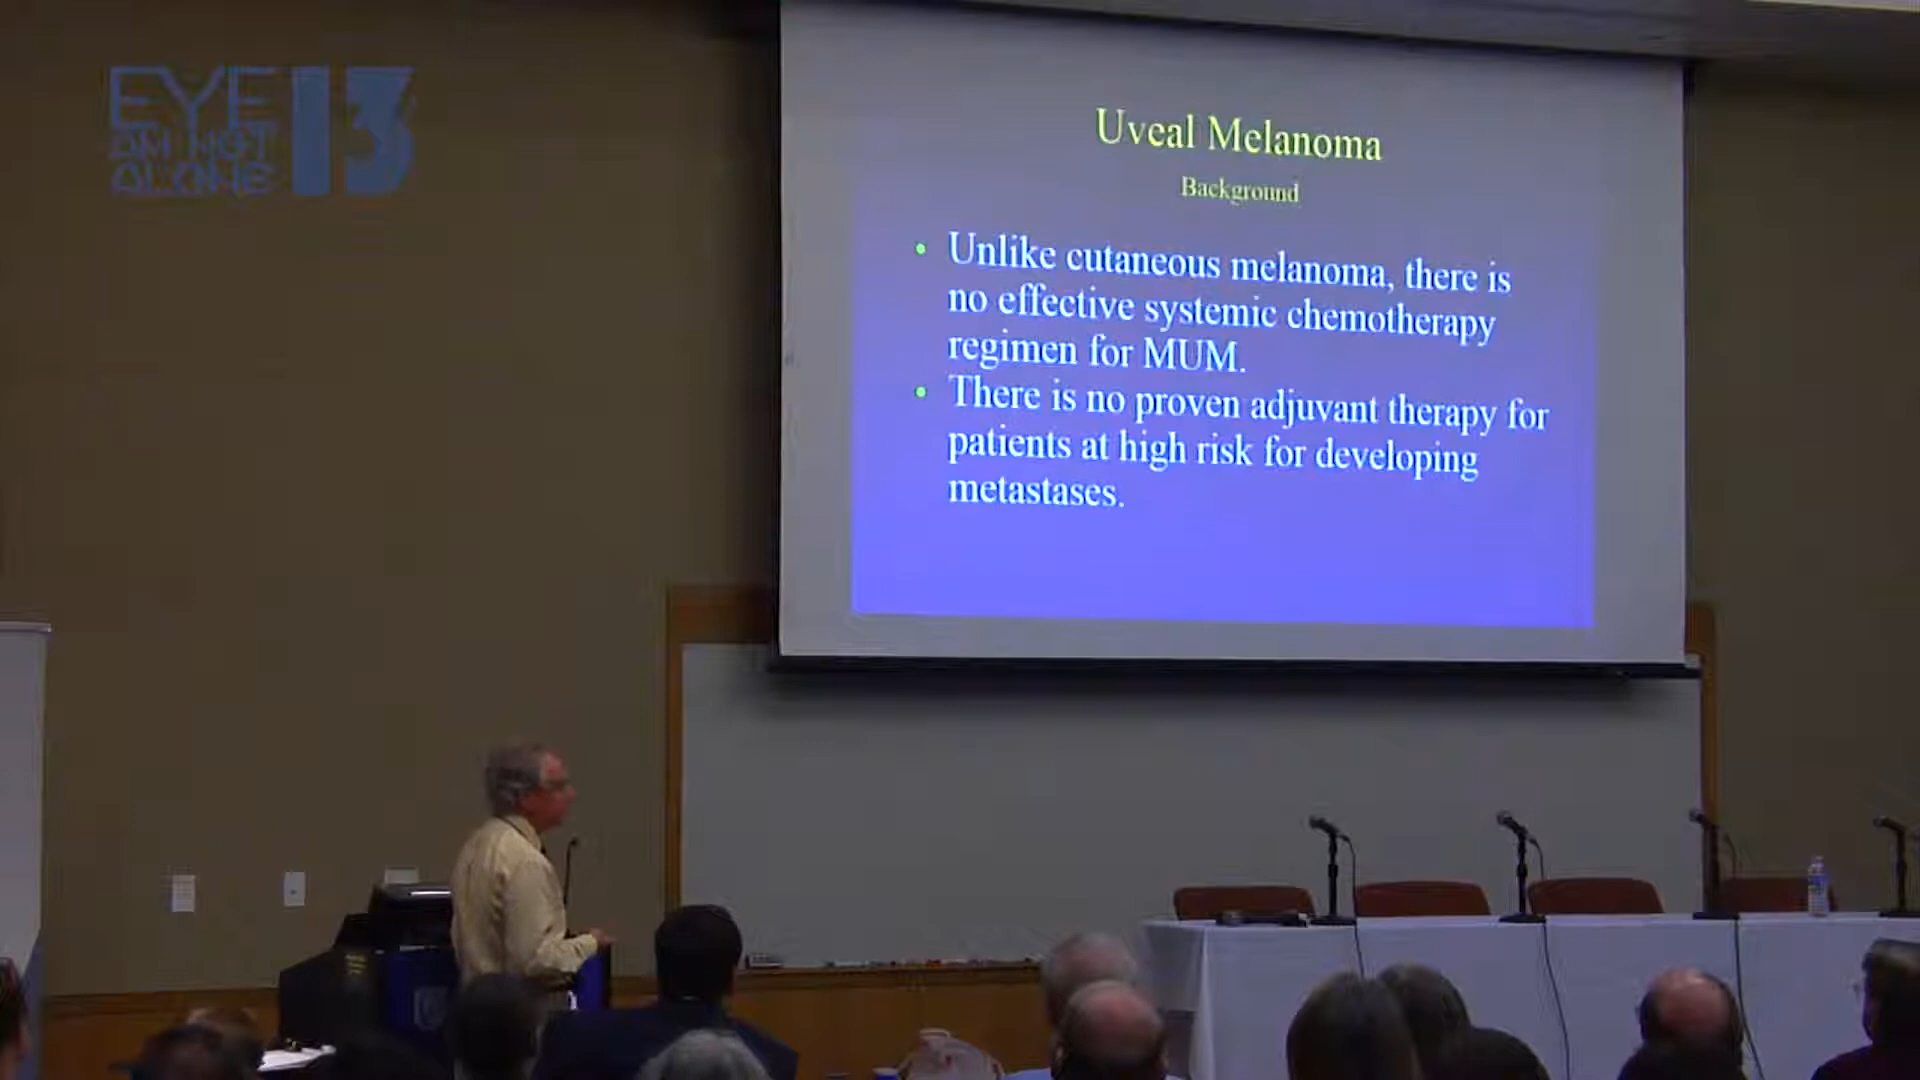 EYE
AM NOT
ALONE
13
Uveal Melanoma
Background
• Unlike cutaneous melanoma, there is
no effective systemic chemotherapy
regimen for MUM.
• There is no proven adjuvant therapy for
patients at high risk for developing
metastases.